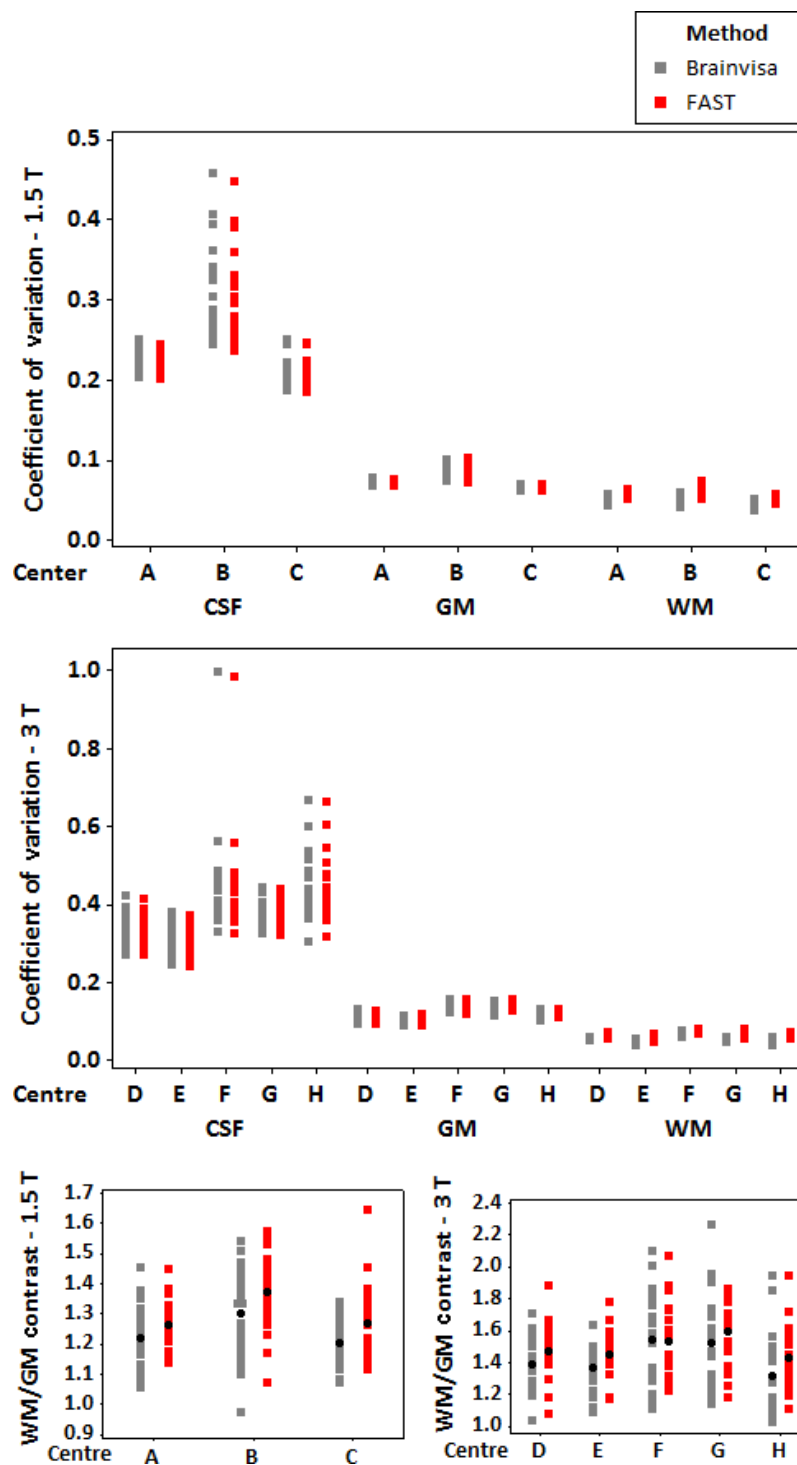 Method
Brainvisa
FAST
Coefficient of variation - 1.5 T
0.5
0.4
0.3
0.2
0.1
0.0
Center A B C A B C A B C
CSF GM WM
Coefficient of variation - 3 T
1.0
0.8
0.6
0.4
0.2
0.0
Centre D E F G H D E F G H D E F G H
CSF GM WM
WM/GM contrast - 1.5 T
1.7
1.6
1.5
1.4
1.3
1.2
1.1
1.0
0.9
Centre A B C
WM/GM contrast - 3 T
2.4
2.2
2.0
1.8
1.6
1.4
1.2
1.0
Centre D E F G H